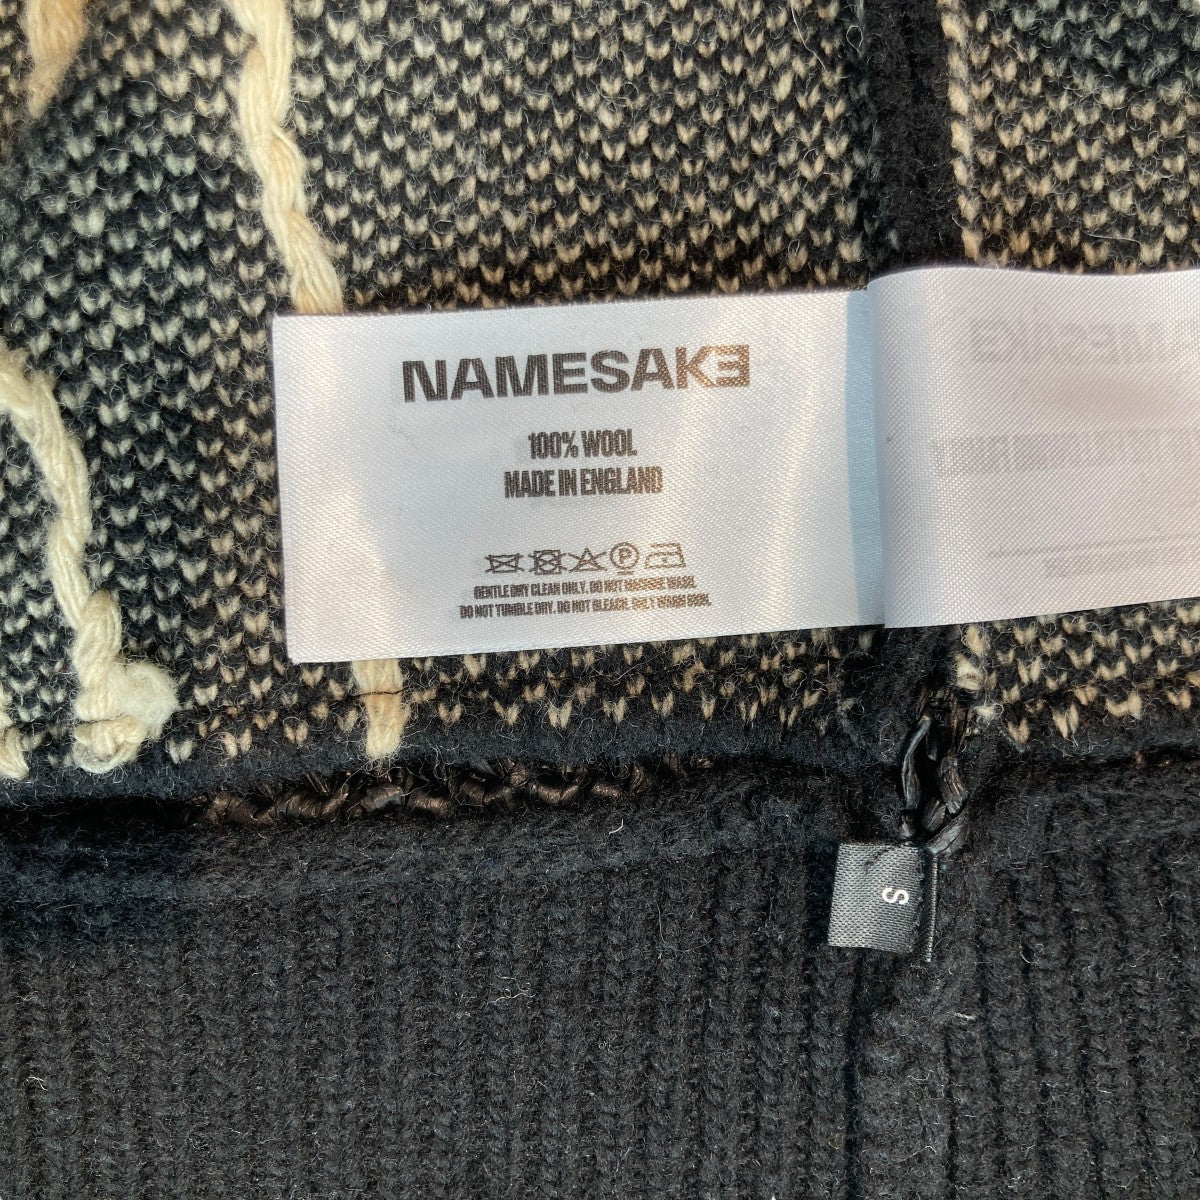 NAMESAKE
100% WOOL
MADE IN ENGLAND
P
GENTLE DRY CLEAN ONLY. DO NOT MACHINE WASH.
DO NOT TUMBLE DRY. DO NOT BLEACH. ONLY WARM IRON.
S